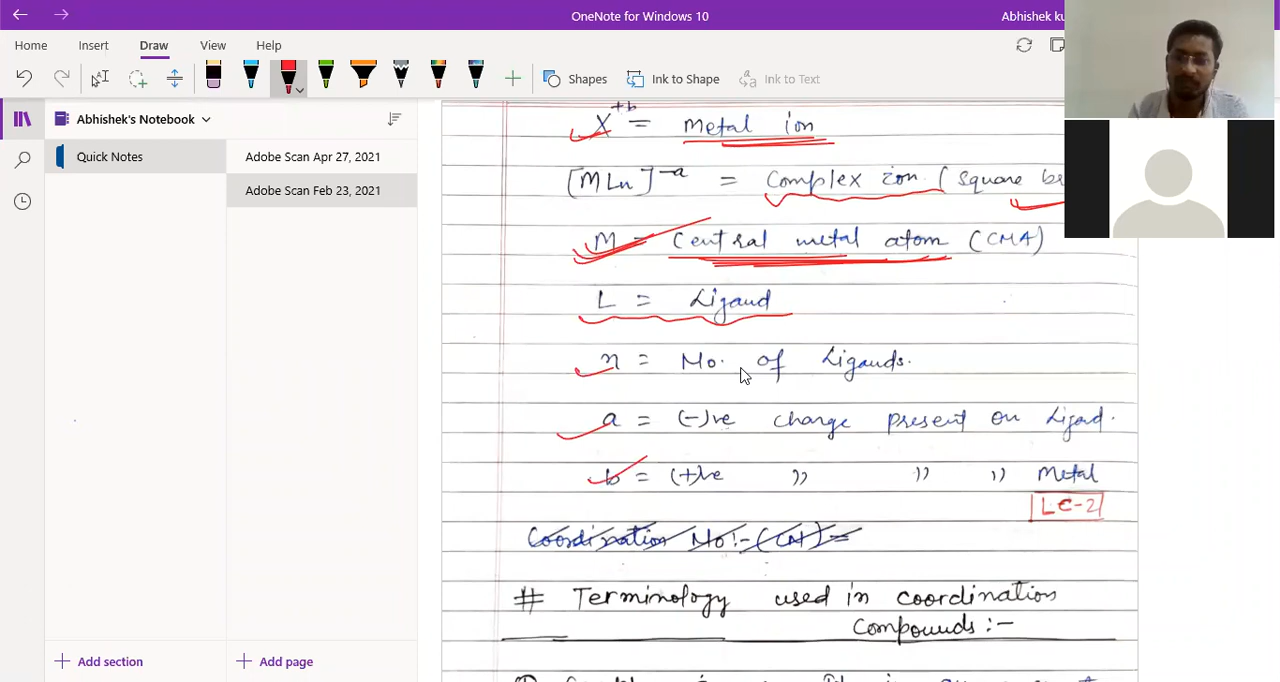 OneNote for Windows 10
Abhishek ku
Home Insert Draw View Help
Shapes Ink to Shape Ink to Text
Abhishek's Notebook
Quick Notes
Adobe Scan Apr 27, 2021
Adobe Scan Feb 23, 2021
X+b = Metal ion
[MLn]-a = Complex ion (Square br
M = Central metal atom (CMA)
L = Ligand
n = No. of Ligands.
a = (-)ve charge present on Ligand.
b = (+)ve " " " Metal
LC-2
Coordination No:- (CN) =
# Terminology used in coordination
Compounds :-
Add section Add page